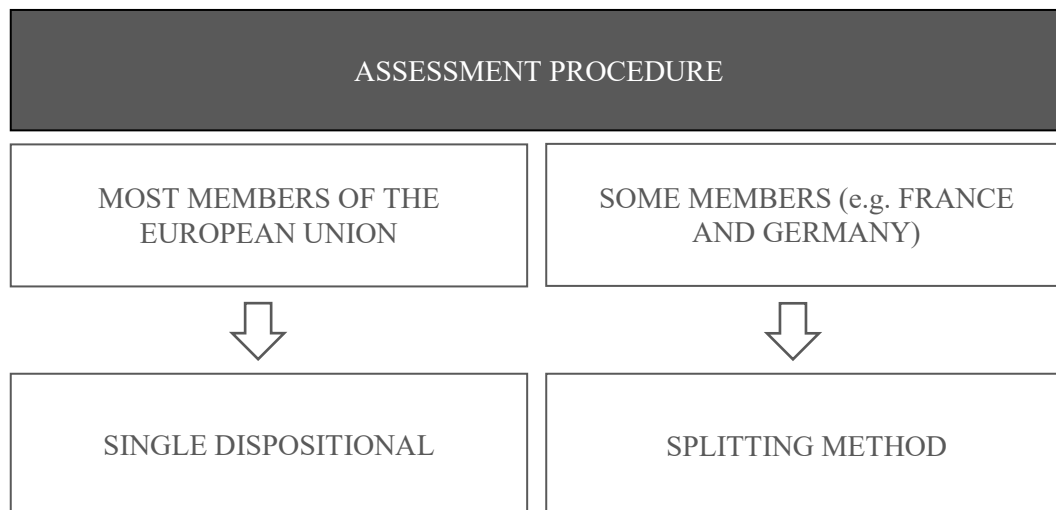 ASSESSMENT PROCEDURE
MOST MEMBERS OF THE
EUROPEAN UNION
SOME MEMBERS (e.g. FRANCE
AND GERMANY)
SINGLE DISPOSITIONAL
SPLITTING METHOD